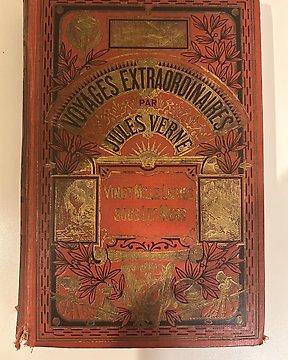 VOYAGES EXTRAORDINAIRES
PAR
JULES VERNE
VINGT MILLE LIEUES
SOUS LES MERS